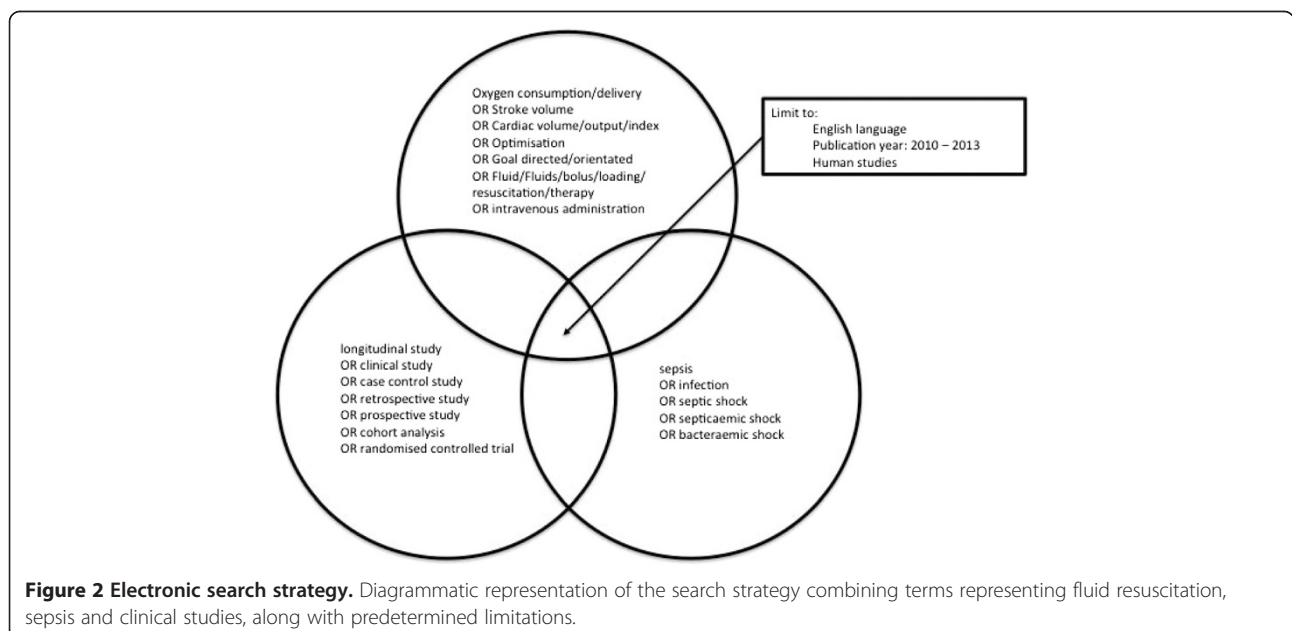 Oxygen consumption/delivery
OR Stroke volume
OR Cardiac volume/output/index
OR Optimisation
OR Goal directed/orientated
OR Fluid/Fluids/bolus/loading/
resuscitation/therapy
OR intravenous administration
Limit to:
English language
Publication year: 2010 – 2013
Human studies
longitudinal study
OR clinical study
OR case control study
OR retrospective study
OR prospective study
OR cohort analysis
OR randomised controlled trial
sepsis
OR infection
OR septic shock
OR septicaemic shock
OR bacteraemic shock
Figure 2 Electronic search strategy. Diagrammatic representation of the search strategy combining terms representing fluid resuscitation,
sepsis and clinical studies, along with predetermined limitations.